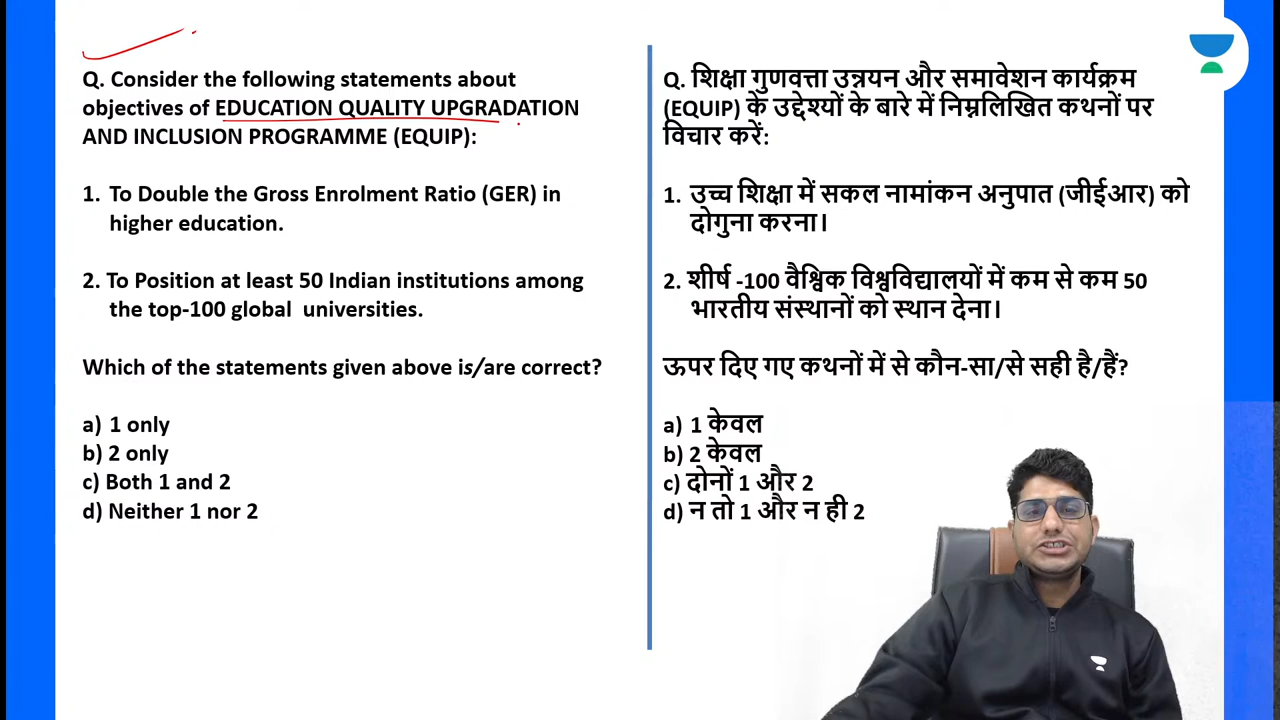 Q. Consider the following statements about
objectives of EDUCATION QUALITY UPGRADATION
AND INCLUSION PROGRAMME (EQUIP):
1. To Double the Gross Enrolment Ratio (GER) in
higher education.
2. To Position at least 50 Indian institutions among
the top-100 global universities.
Which of the statements given above is/are correct?
a) 1 only
b) 2 only
c) Both 1 and 2
d) Neither 1 nor 2
Q. शिक्षा गुणवत्ता उन्नयन और समावेशन कार्यक्रम
(EQUIP) के उद्देश्यों के बारे में निम्नलिखित कथनों पर
विचार करें:
1. उच्च शिक्षा में सकल नामांकन अनुपात (जीईआर) को
दोगुना करना।
2. शीर्ष -100 वैश्विक विश्वविद्यालयों में कम से कम 50
भारतीय संस्थानों को स्थान देना।
ऊपर दिए गए कथनों में से कौन-सा/से सही है/हैं?
a) 1 केवल
b) 2 केवल
c) दोनों 1 और 2
d) न तो 1 और न ही 2